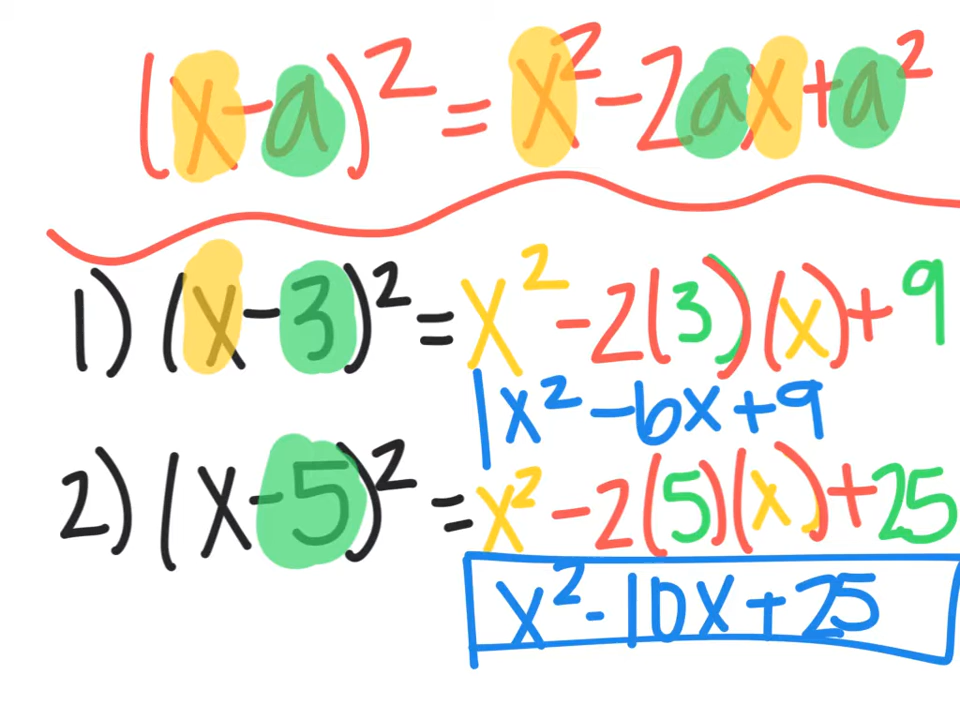 (x-a)² = x² - 2ax + a²
1) (x-3)² = x² - 2(3)(x) + 9
x² - 6x + 9
2) (x-5)² = x² - 2(5)(x) + 25
x² - 10x + 25